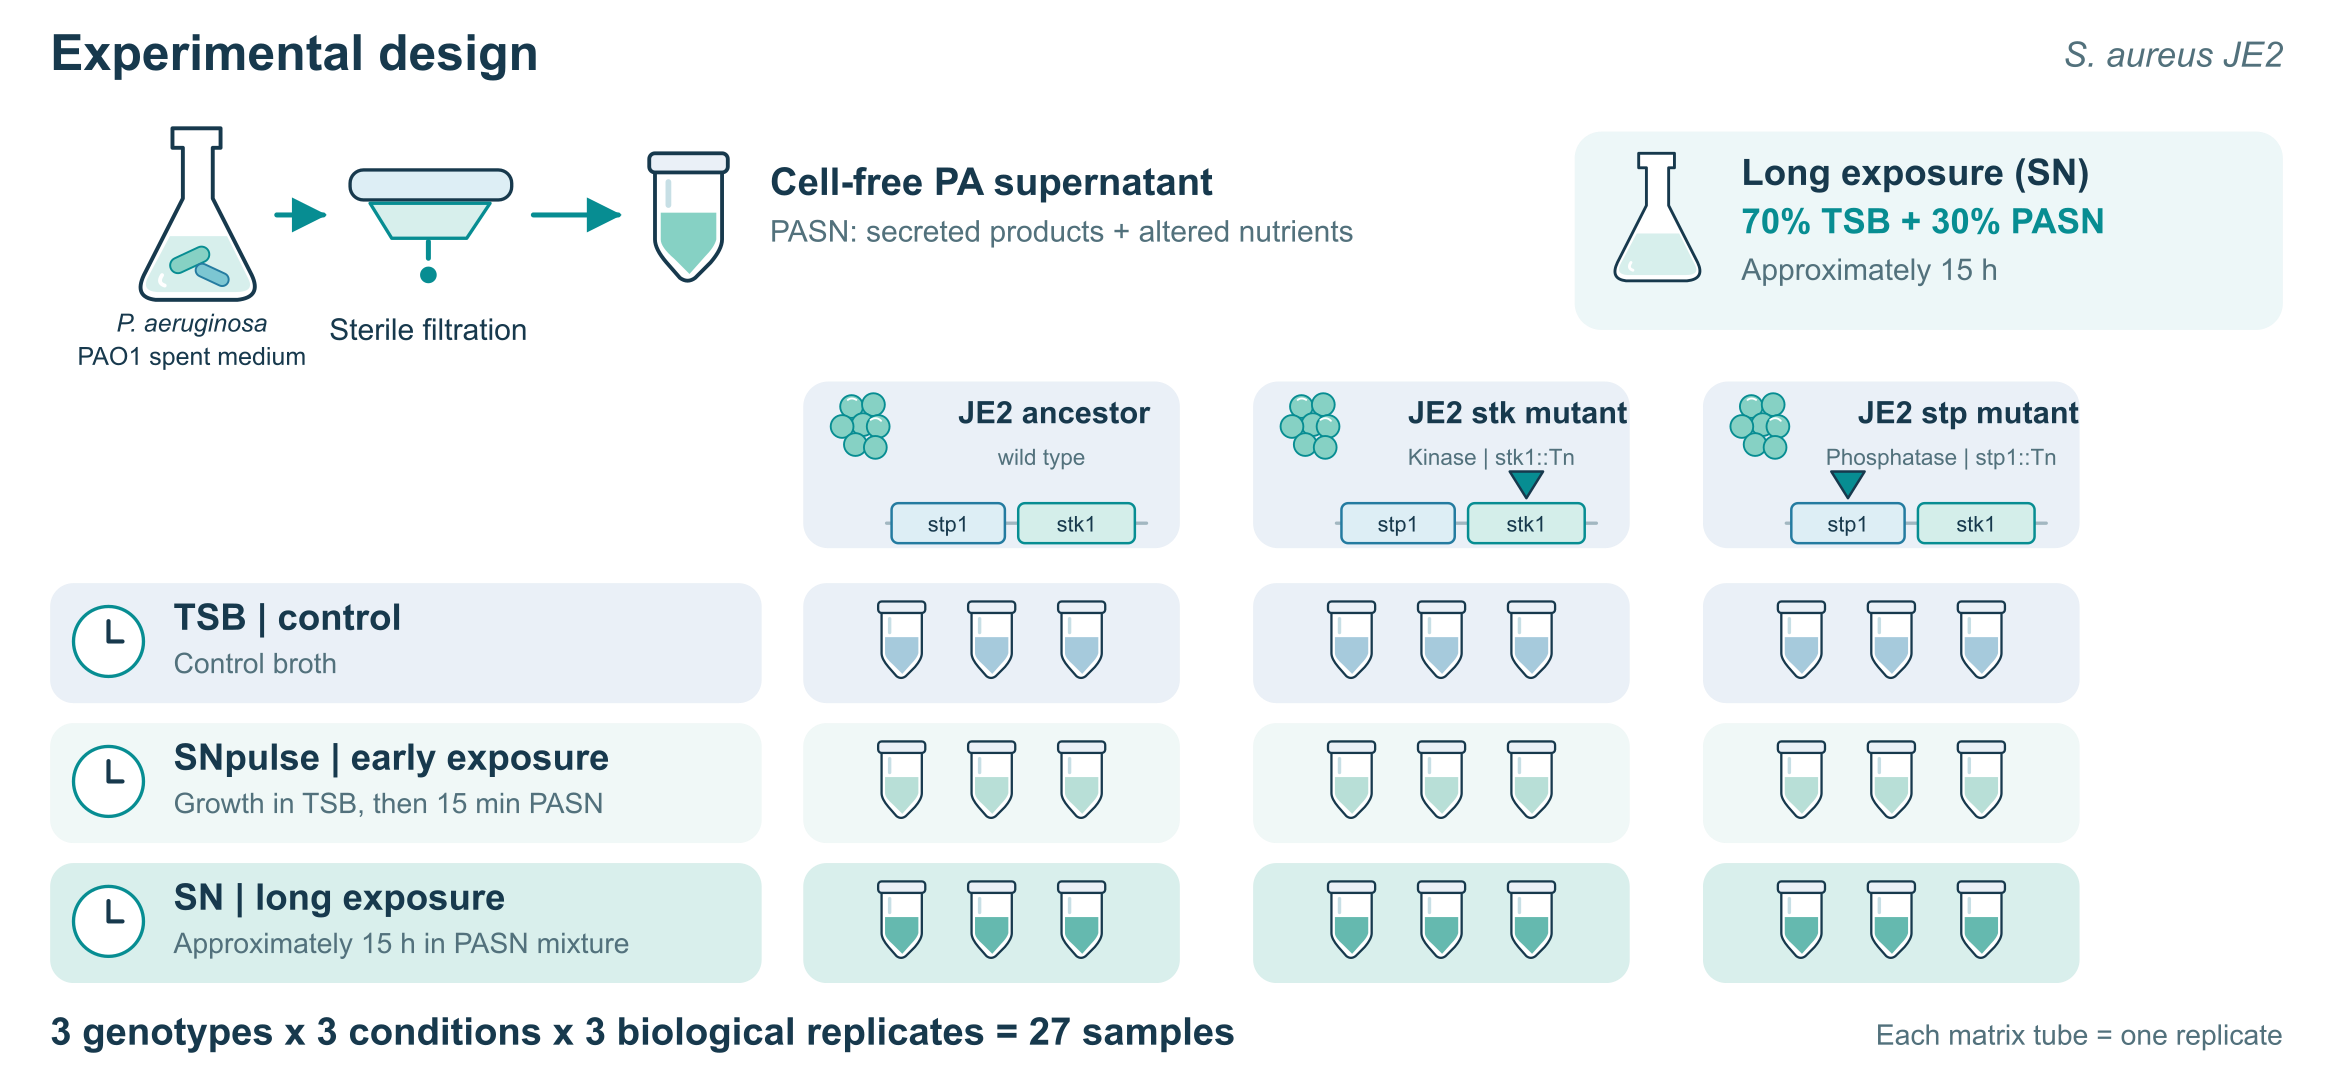 Experimental design
S. aureus JE2
Cell-free PA supernatant
PASN: secreted products + altered nutrients
Long exposure (SN)
70% TSB + 30% PASN
Approximately 15 h
P. aeruginosa
PAO1 spent medium
Sterile filtration
JE2 ancestor
wild type
stp1 stk1
JE2 stk mutant
Kinase | stk1::Tn
stp1 stk1
JE2 stp mutant
Phosphatase | stp1::Tn
stp1 stk1
TSB | control
Control broth
SNpulse | early exposure
Growth in TSB, then 15 min PASN
SN | long exposure
Approximately 15 h in PASN mixture
3 genotypes x 3 conditions x 3 biological replicates = 27 samples
Each matrix tube = one replicate